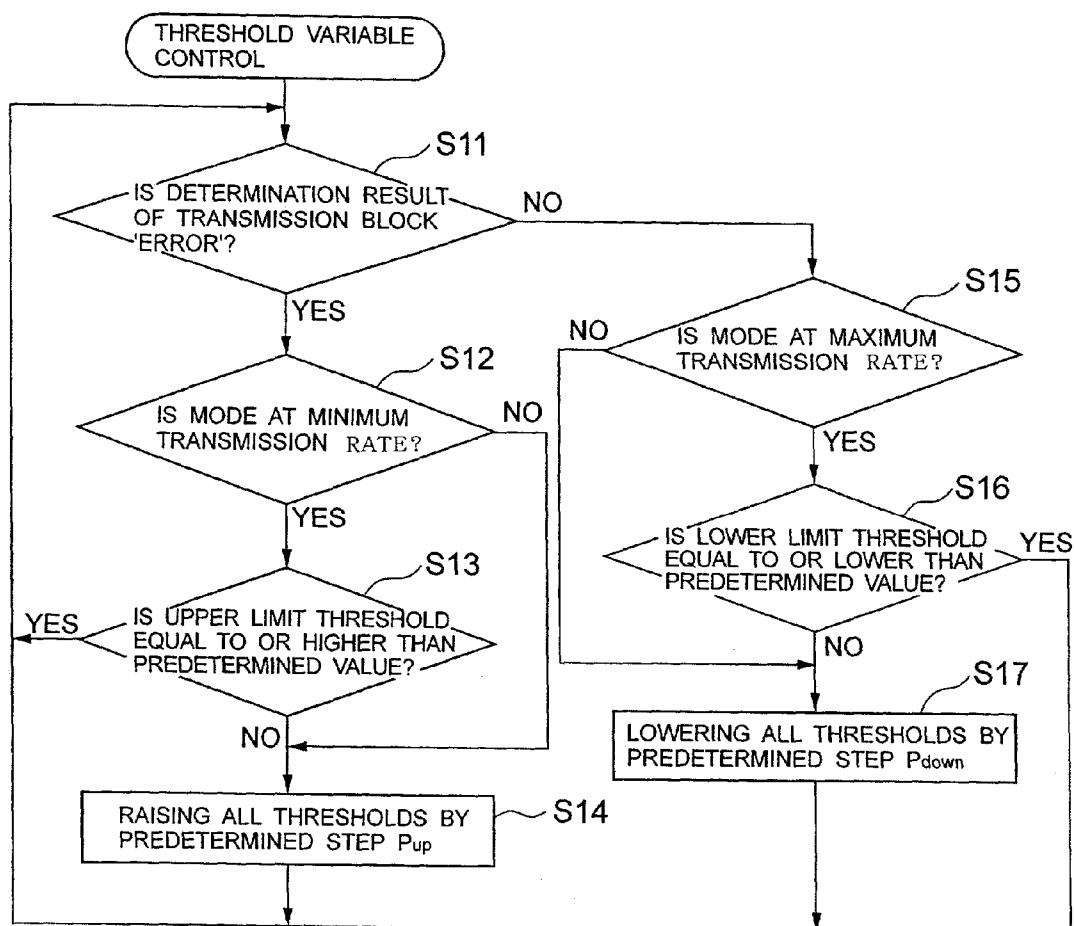 THRESHOLD VARIABLE
CONTROL
S11
IS DETERMINATION RESULT
OF TRANSMISSION BLOCK
'ERROR'?
NO
YES
S15
NO
IS MODE AT MAXIMUM
TRANSMISSION RATE?
YES
S12
IS MODE AT MINIMUM
TRANSMISSION RATE?
NO
YES
S16
IS LOWER LIMIT THRESHOLD
EQUAL TO OR LOWER THAN
PREDETERMINED VALUE?
YES
NO
S13
YES
IS UPPER LIMIT THRESHOLD
EQUAL TO OR HIGHER THAN
PREDETERMINED VALUE?
NO
S17
LOWERING ALL THRESHOLDS BY
PREDETERMINED STEP Pdown
RAISING ALL THRESHOLDS BY
PREDETERMINED STEP Pup
S14